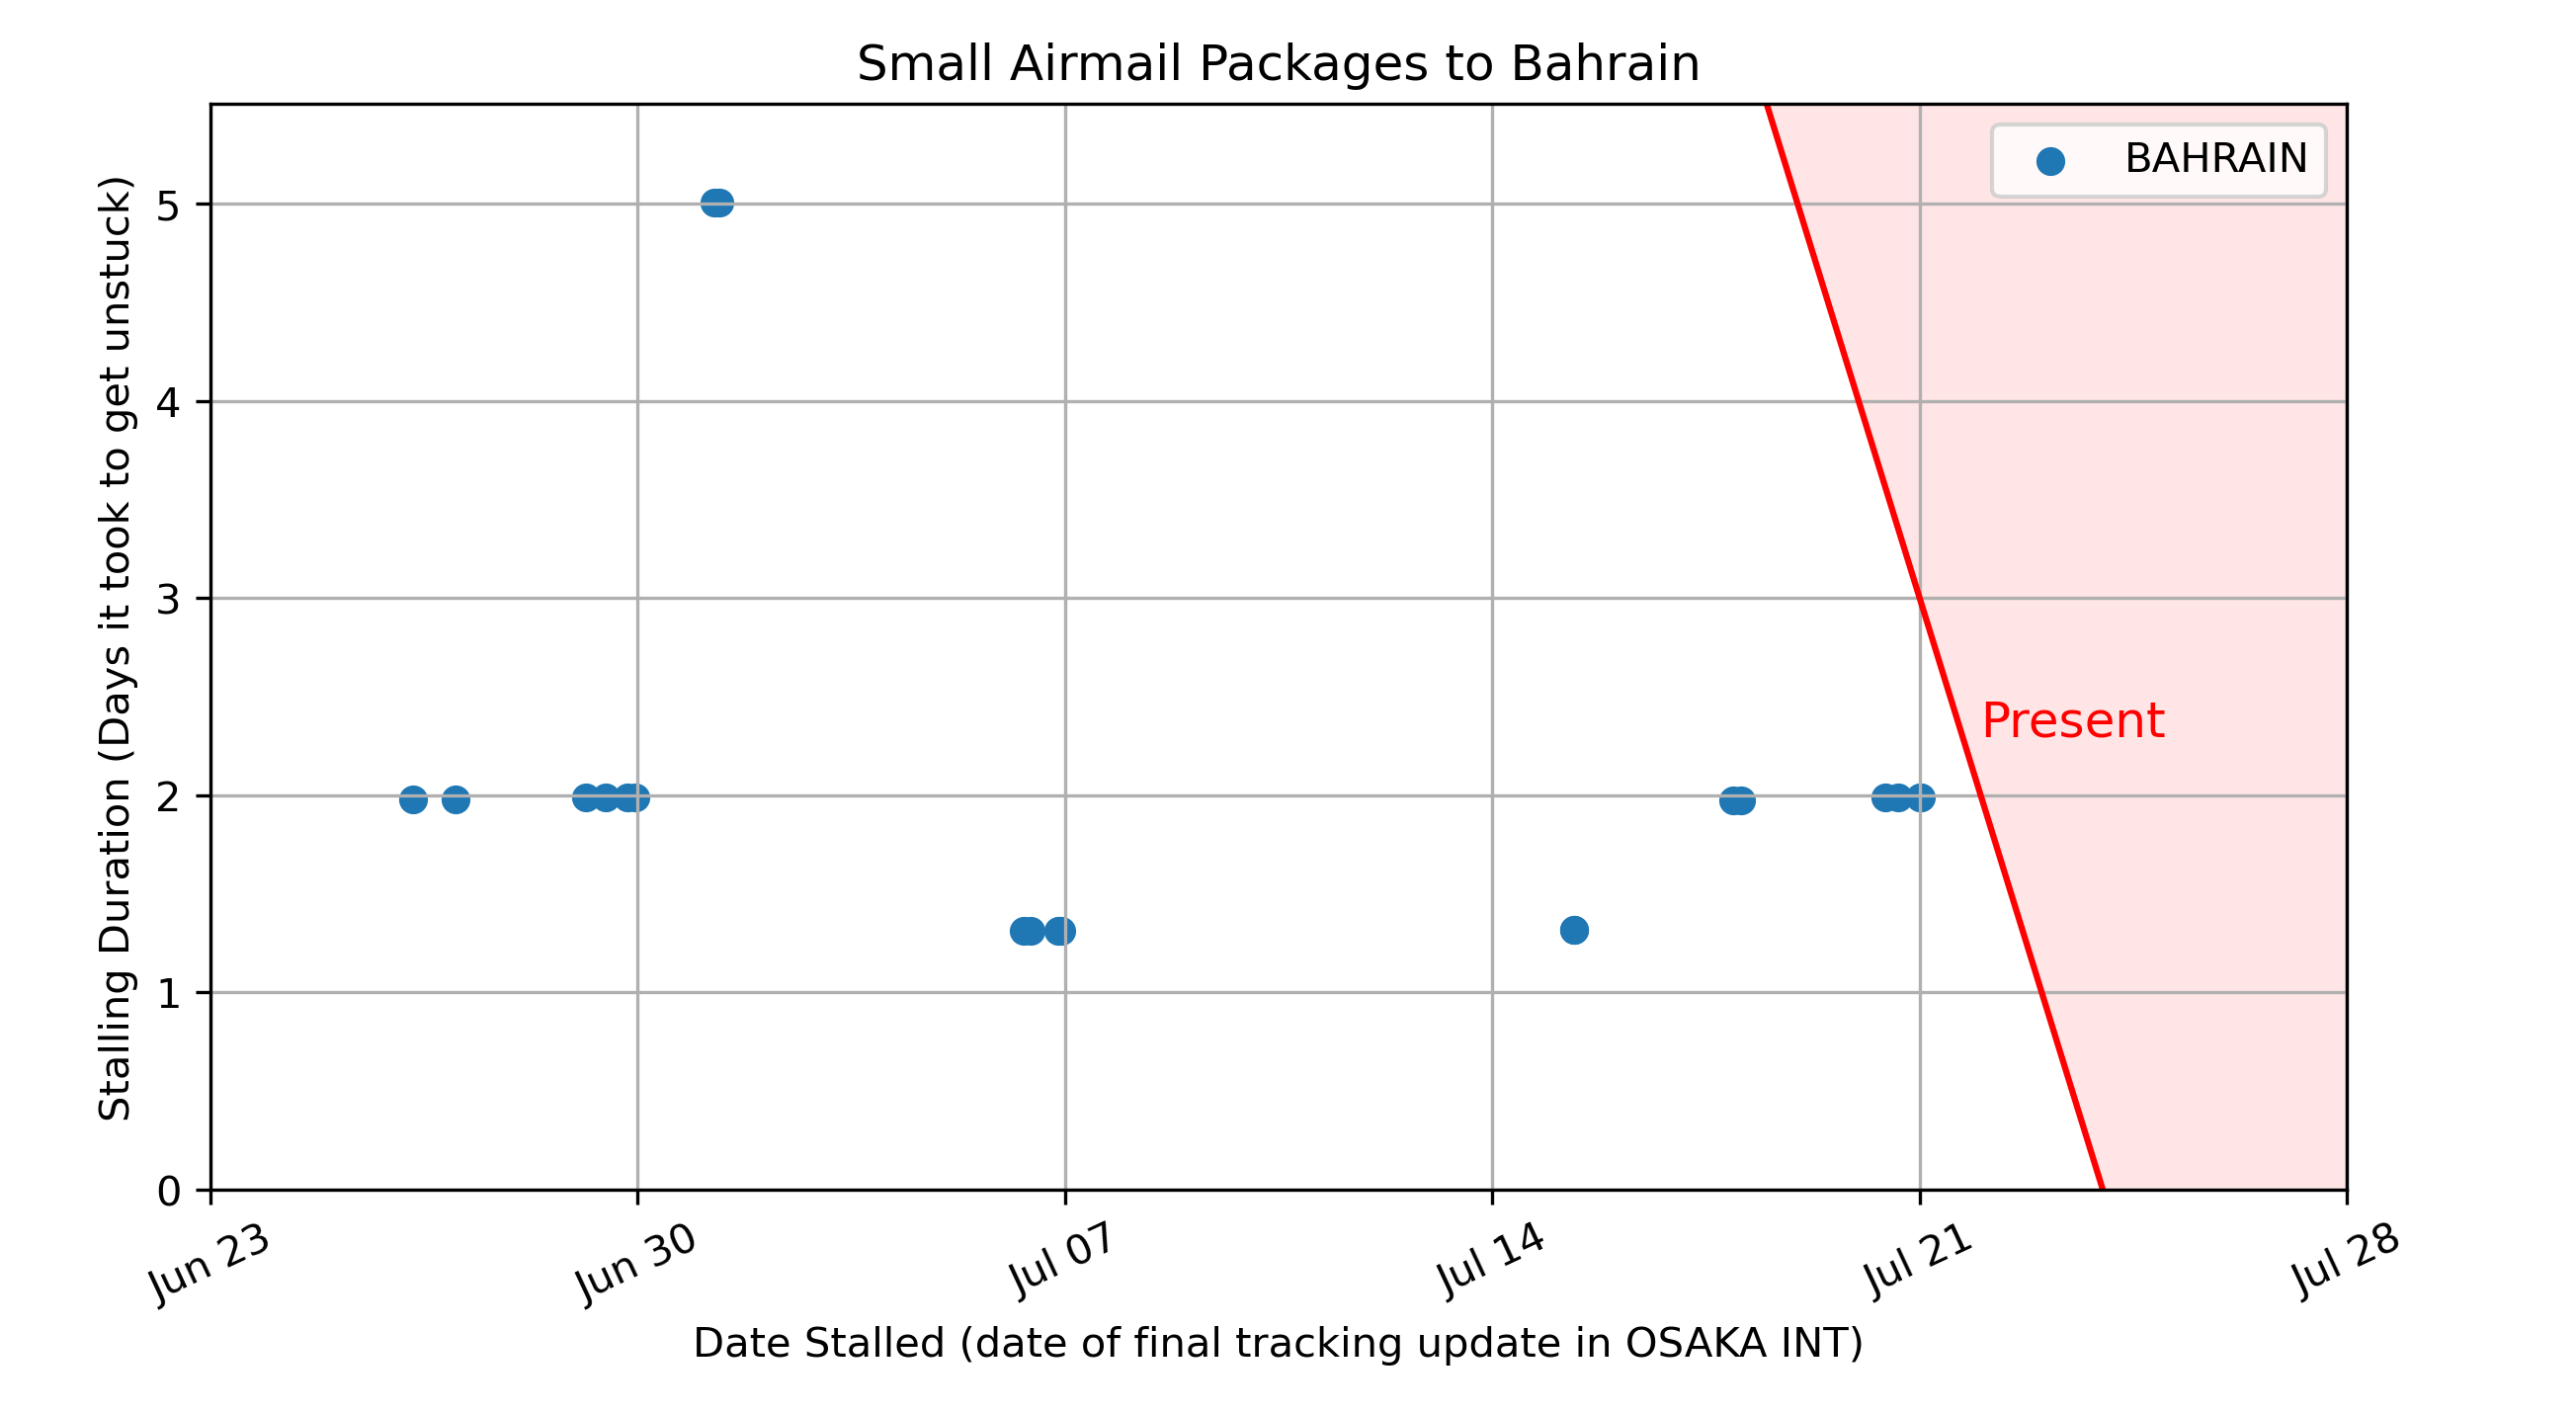 Small Airmail Packages to Bahrain
BAHRAIN
Stalling Duration (Days it took to get unstuck)
5
4
3
2
1
0
Present
Jun 23
Jun 30
Jul 07
Jul 14
Jul 21
Jul 28
Date Stalled (date of final tracking update in OSAKA INT)